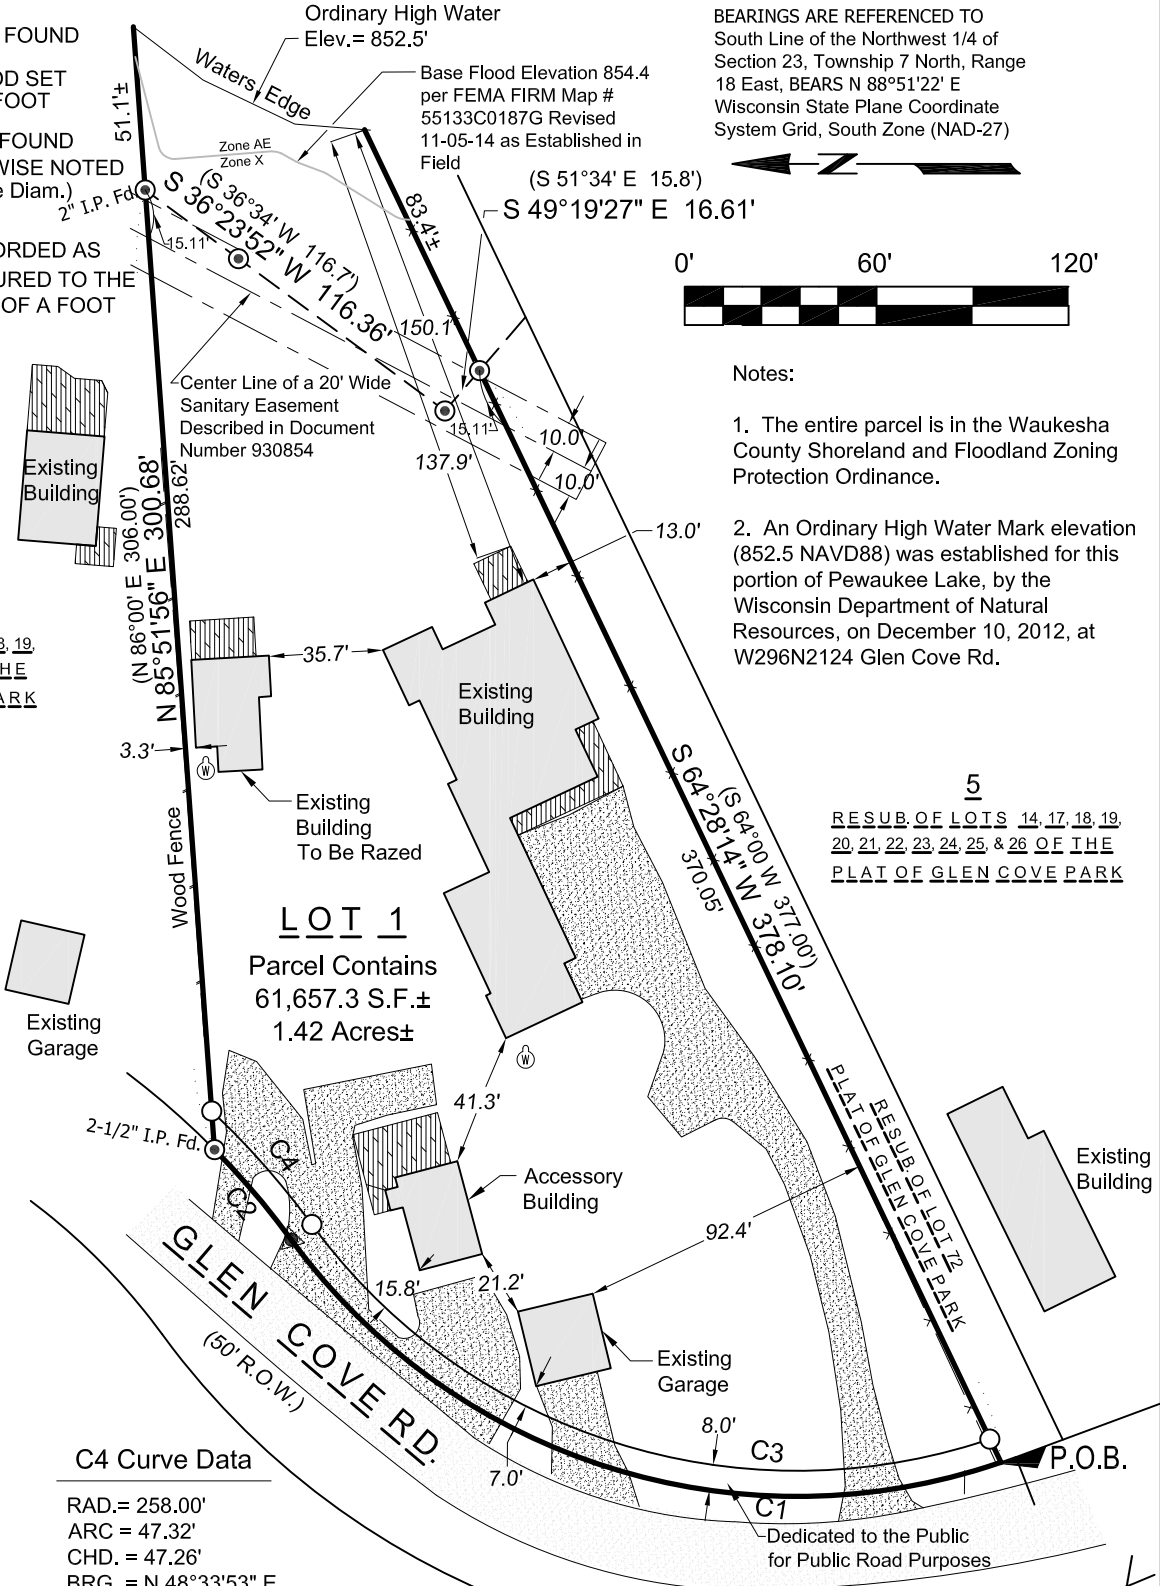 FOUND
OD SET
FOOT
FOUND
WISE NOTED
e Diam.)
ORDED AS
URED TO THE
OF A FOOT
Ordinary High Water
Elev.= 852.5'
Waters Edge
Base Flood Elevation 854.4
per FEMA FIRM Map #
55133C0187G Revised
11-05-14 as Established in
Field
BEARINGS ARE REFERENCED TO
South Line of the Northwest 1/4 of
Section 23, Township 7 North, Range
18 East, BEARS N 88°51'22' E
Wisconsin State Plane Coordinate
System Grid, South Zone (NAD-27)
N
51.1'±
Zone AE
Zone X
2" I.P. Fd.
(S 36°34' W 116.7')
S 36°23'52" W 116.36'
15.11'
83.4'±
(S 51°34' E 15.8')
S 49°19'27" E 16.61'
0' 60' 120'
150.1'
Center Line of a 20' Wide
Sanitary Easement
Described in Document
Number 930854
15.11'
137.9'
10.0'
10.0'
13.0'
Notes:
1. The entire parcel is in the Waukesha
County Shoreland and Floodland Zoning
Protection Ordinance.
2. An Ordinary High Water Mark elevation
(852.5 NAVD88) was established for this
portion of Pewaukee Lake, by the
Wisconsin Department of Natural
Resources, on December 10, 2012, at
W296N2124 Glen Cove Rd.
Existing
Building
(N 86°00' E 306.00')
N 85°51'56" E 300.68'
288.62'
8, 19,
HE
ARK
35.7'
Existing
Building
3.3'
W
Existing
Building
To Be Razed
Wood Fence
S 64°28'14" W 378.10'
(S 64°00 W 377.00')
370.05'
5
RESUB. OF LOTS 14, 17, 18, 19,
20, 21, 22, 23, 24, 25, & 26 OF THE
PLAT OF GLEN COVE PARK
LOT 1
Parcel Contains
61,657.3 S.F.±
1.42 Acres±
Existing
Garage
W
41.3'
2-1/2" I.P. Fd.
C4
C2
Accessory
Building
RESUB. OF LOT 72
PLAT OF GLEN COVE PARK
Existing
Building
92.4'
15.8'
21.2'
GLEN COVE RD.
(50' R.O.W.)
Existing
Garage
8.0'
C3
7.0'
C1
P.O.B.
Dedicated to the Public
for Public Road Purposes
C4 Curve Data
RAD.= 258.00'
ARC = 47.32'
CHD. = 47.26'
BRG. = N 48°33'53" E